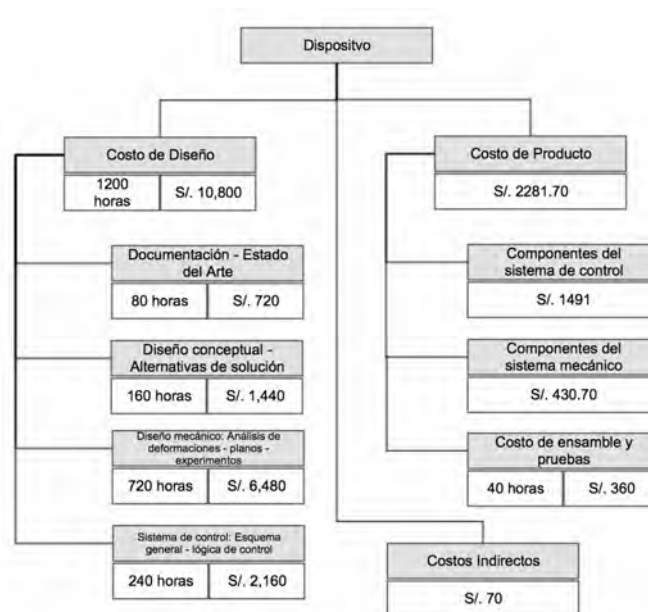 Dispositvo
Costo de Diseño
1200
horas
S/. 10,800
Documentación - Estado
del Arte
80 horas
S/. 720
Diseño conceptual -
Alternativas de solución
160 horas
S/. 1,440
Diseño mecánico: Análisis de
deformaciones - planos -
experimentos
720 horas
S/. 6,480
Sistema de control: Esquema
general - lógica de control
240 horas
S/. 2,160
Costo de Producto
S/. 2281.70
Componentes del
sistema de control
S/. 1491
Componentes del
sistema mecánico
S/. 430.70
Costo de ensamble y
pruebas
40 horas
S/. 360
Costos Indirectos
S/. 70